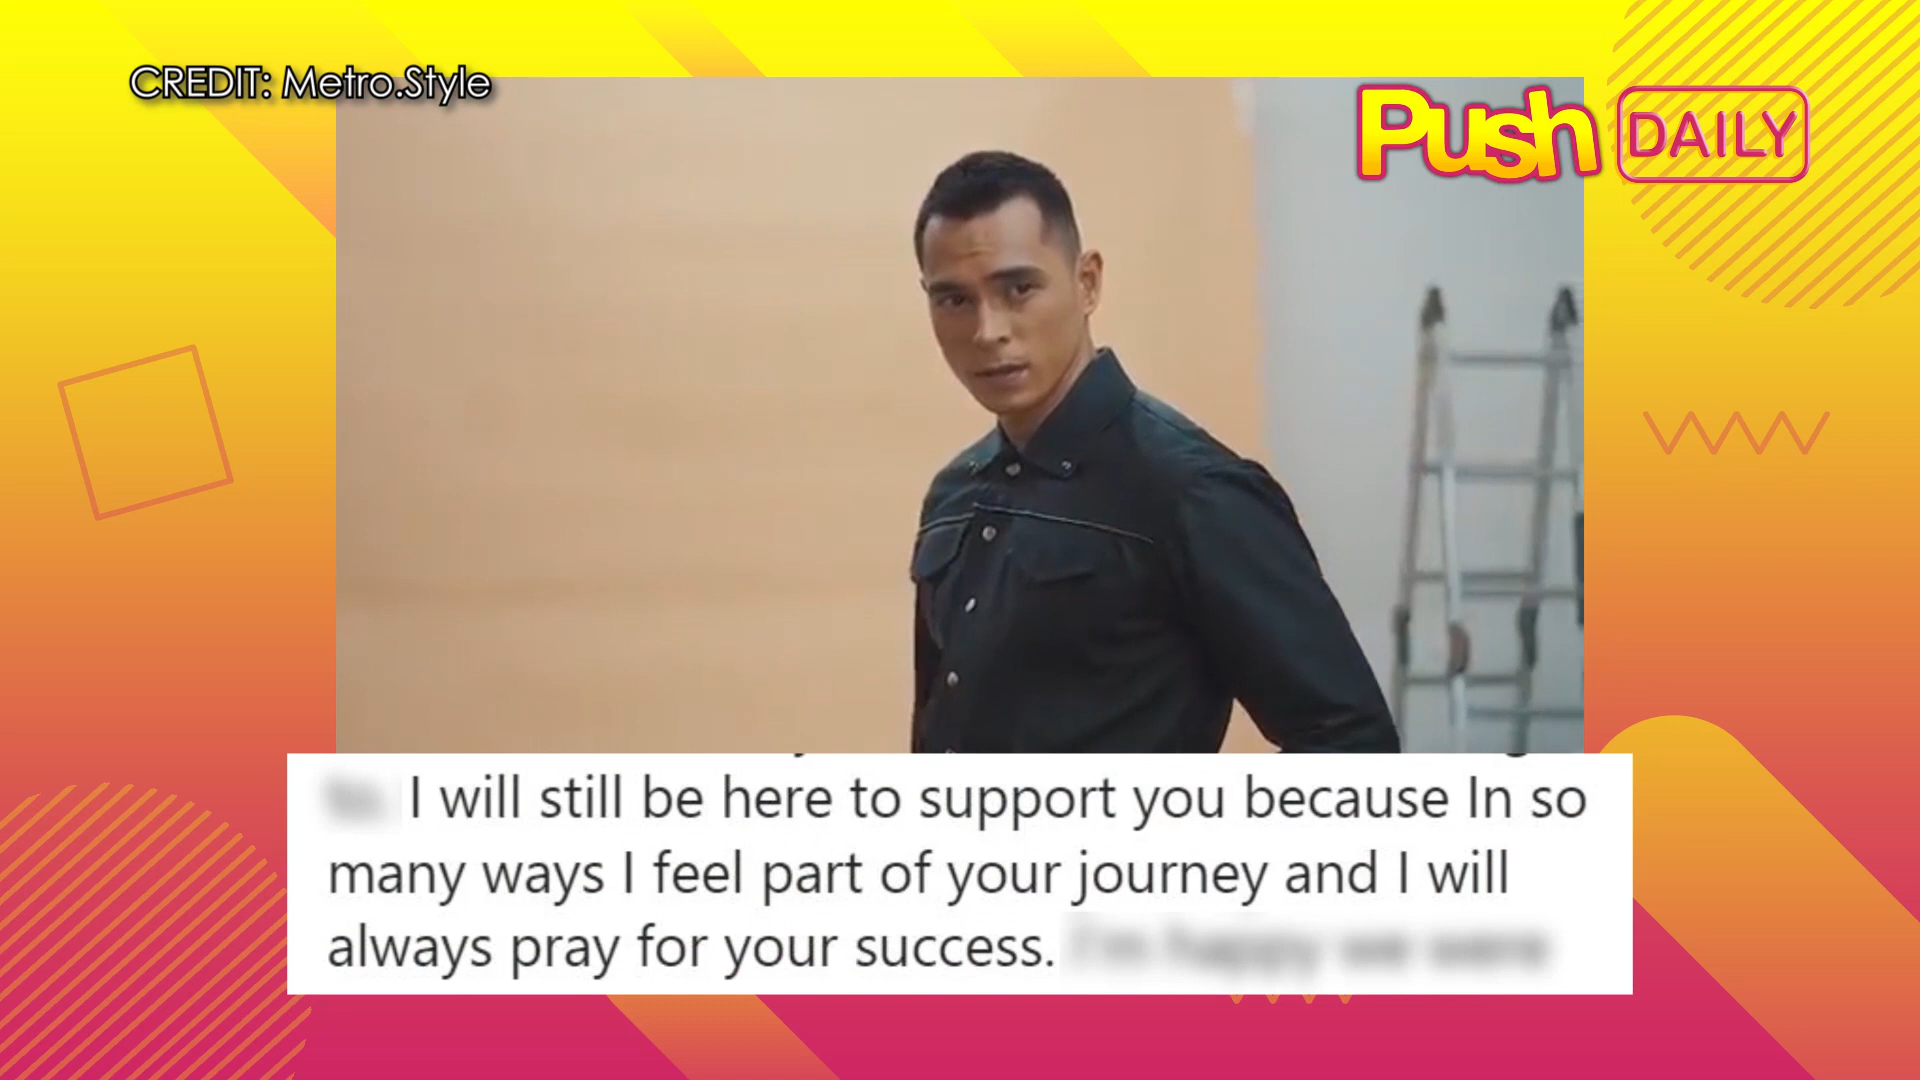 CREDIT: Metro.Style
Push DAILY
I will still be here to support you because In so
many ways I feel part of your journey and I will
always pray for your success.